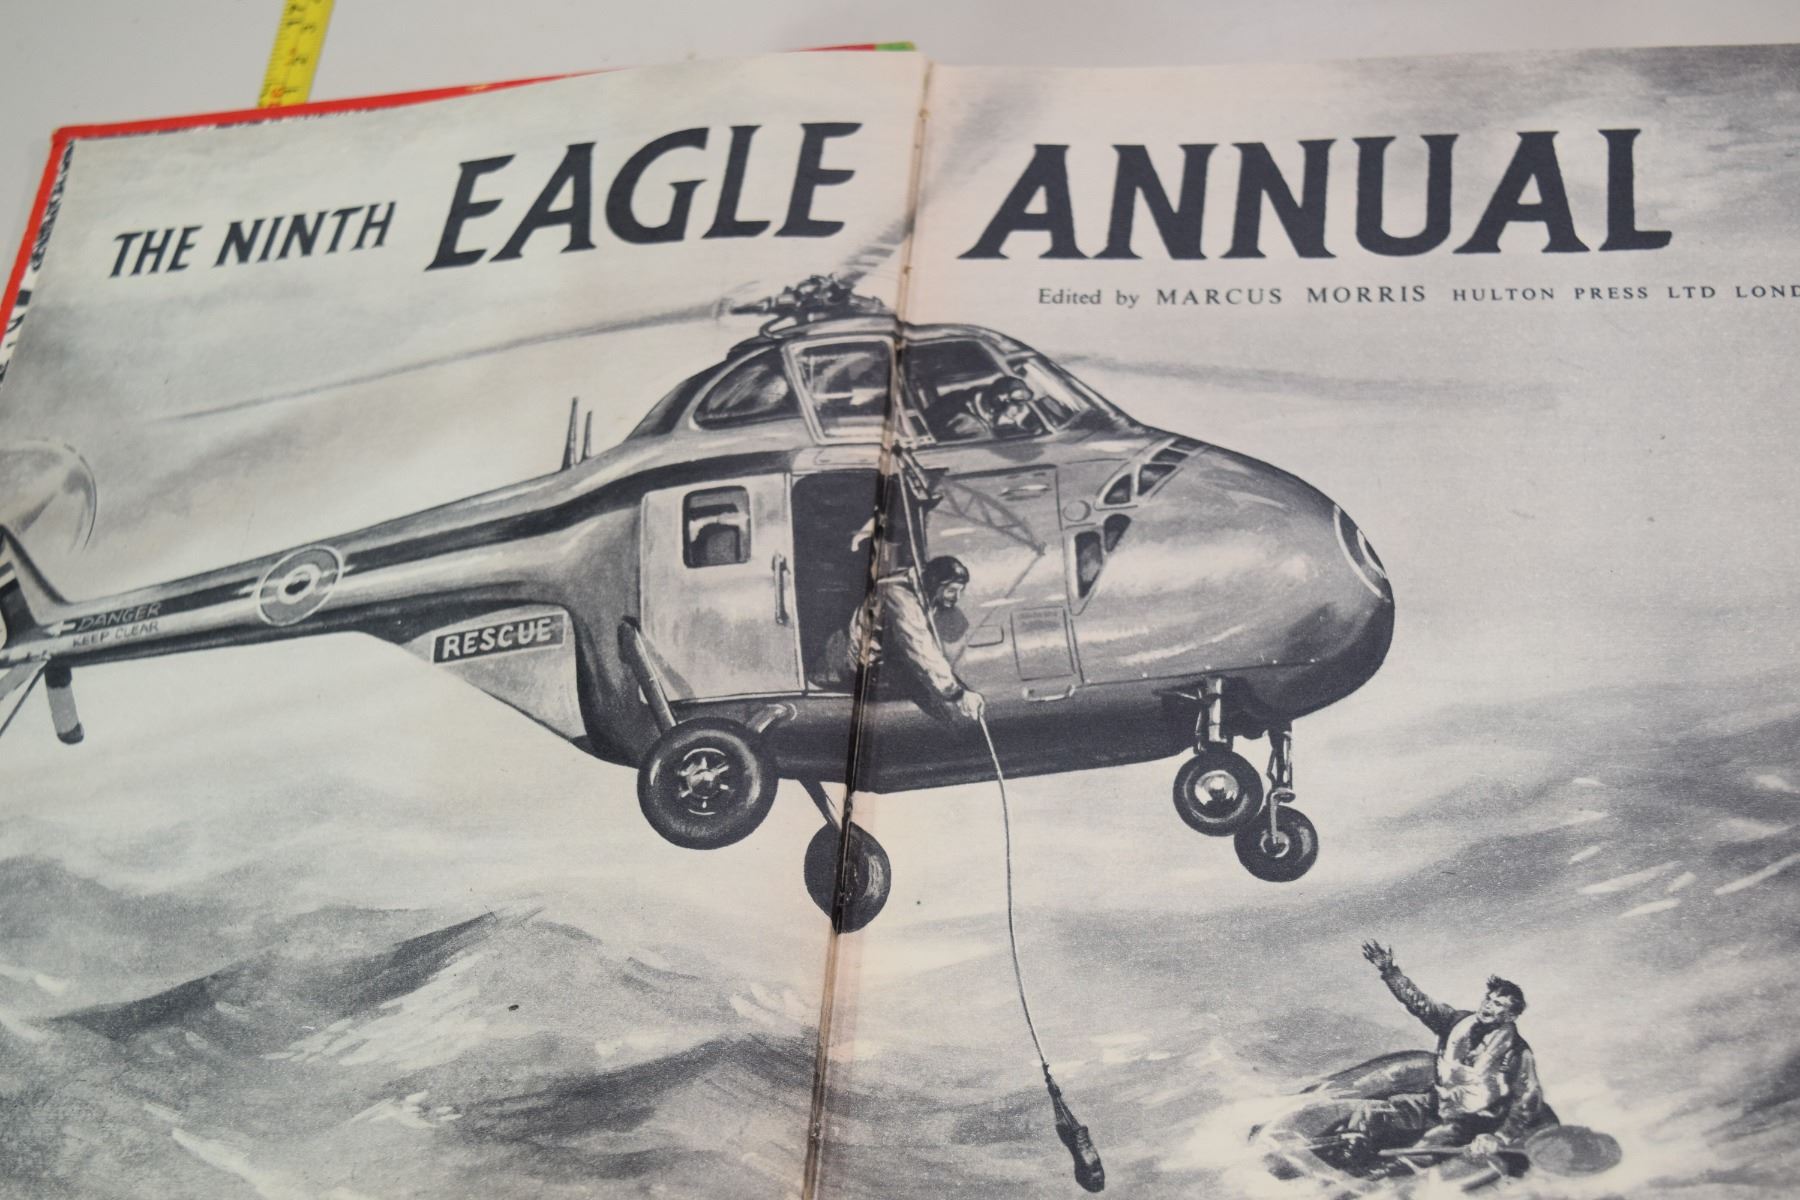 THE NINTH EAGLE ANNUAL
Edited by MARCUS MORRIS HULTON PRESS LTD LOND
DANGER
KEEP CLEAR
RESCUE